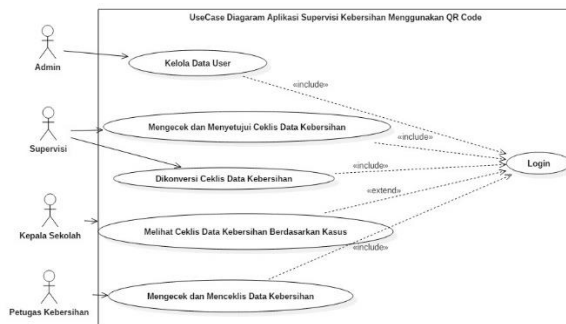 UseCase Diagaram Aplikasi Supervisi Kebersihan Menggunakan QR Code
Admin
Kelola Data User
«include»
Supervisi
Mengecek dan Menyetujui Ceklis Data Kebersihan
«include»
Dikonversi Ceklis Data Kebersihan
«include»
Login
«extend»
Kepala Sekolah
Melihat Ceklis Data Kebersihan Berdasarkan Kasus
«include»
Petugas Kebersihan
Mengecek dan Menceklis Data Kebersihan